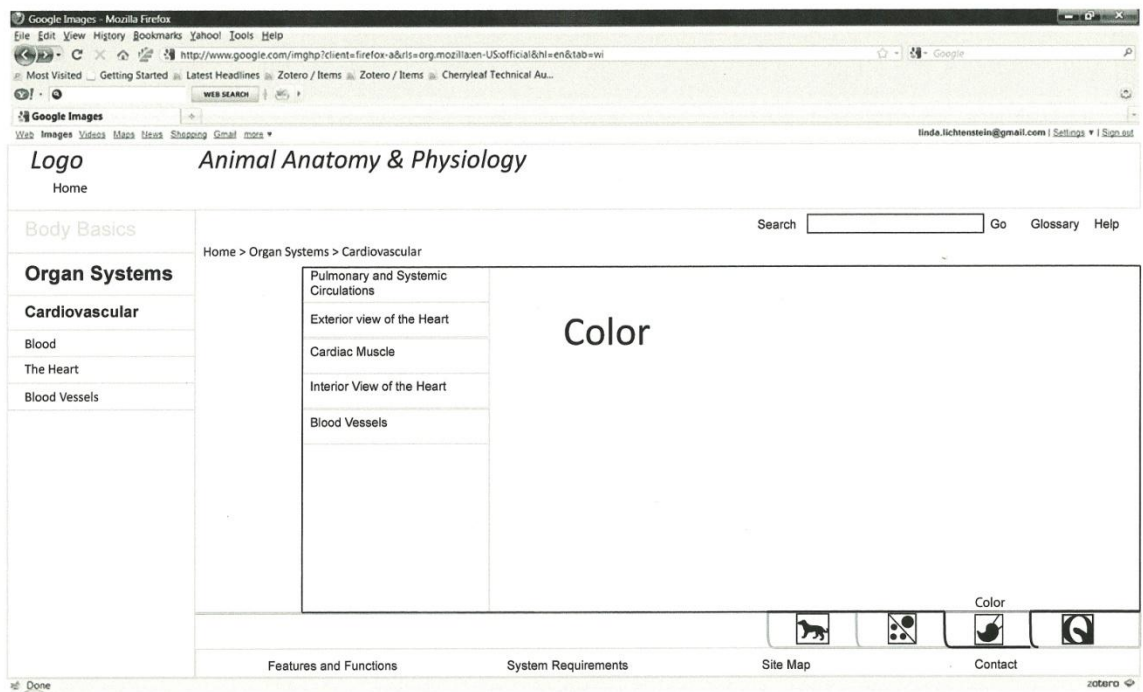 Google Images - Mozilla Firefox
File Edit View History Bookmarks Yahoo! Tools Help
http://www.google.com/imghp?client=firefox-a&rls=org.mozilla:en-US:official&hl=en&tab=wi
Google
Most Visited Getting Started Latest Headlines Zotero / Items Zotero / Items Cherryleaf Technical Au...
WEB SEARCH
Google Images
Web Images Videos Maps News Shopping Gmail more
linda.lichtenstein@gmail.com | Settings | Sign out
Logo
Animal Anatomy & Physiology
Home
Body Basics
Search
Go Glossary Help
Home > Organ Systems > Cardiovascular
Organ Systems
Cardiovascular
Blood
The Heart
Blood Vessels
Pulmonary and Systemic
Circulations
Exterior view of the Heart
Cardiac Muscle
Interior View of the Heart
Blood Vessels
Color
Color
Features and Functions System Requirements Site Map Contact
Done
zotero